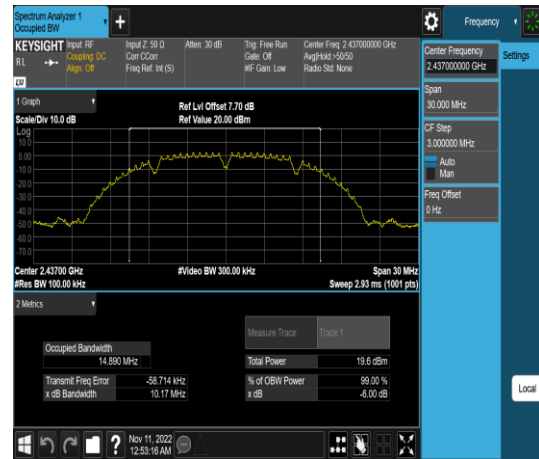 Spectrum Analyzer 1
Occupied BW
+
Frequency
KEYSIGHT
Input: RF
Input Z: 50 Ω
Atten: 30 dB
Trig: Free Run
Center Freq: 2.437000000 GHz
RL
Coupling: DC
Corr CCorr
Gate: Off
Avg|Hold:>50/50
Align: Off
Freq Ref: Int (S)
#IF Gain: Low
Radio Std: None
LXI
Center Frequency
2.437000000 GHz
Settings
Span
30.000 MHz
CF Step
3.000000 MHz
Auto
Man
Freq Offset
0 Hz
Local
1 Graph
Ref Lvl Offset 7.70 dB
Scale/Div 10.0 dB
Ref Value 20.00 dBm
Log
10.0
0.00
-10.0
-20.0
-30.0
-40.0
-50.0
-60.0
-70.0
Center 2.43700 GHz
#Video BW 300.00 kHz
Span 30 MHz
#Res BW 100.00 kHz
Sweep 2.93 ms (1001 pts)
2 Metrics
Measure Trace
Trace 1
Occupied Bandwidth
14.890 MHz
Total Power
19.6 dBm
Transmit Freq Error
-58.714 kHz
% of OBW Power
99.00 %
x dB Bandwidth
10.17 MHz
x dB
-6.00 dB
?
Nov 11, 2022
12:53:16 AM